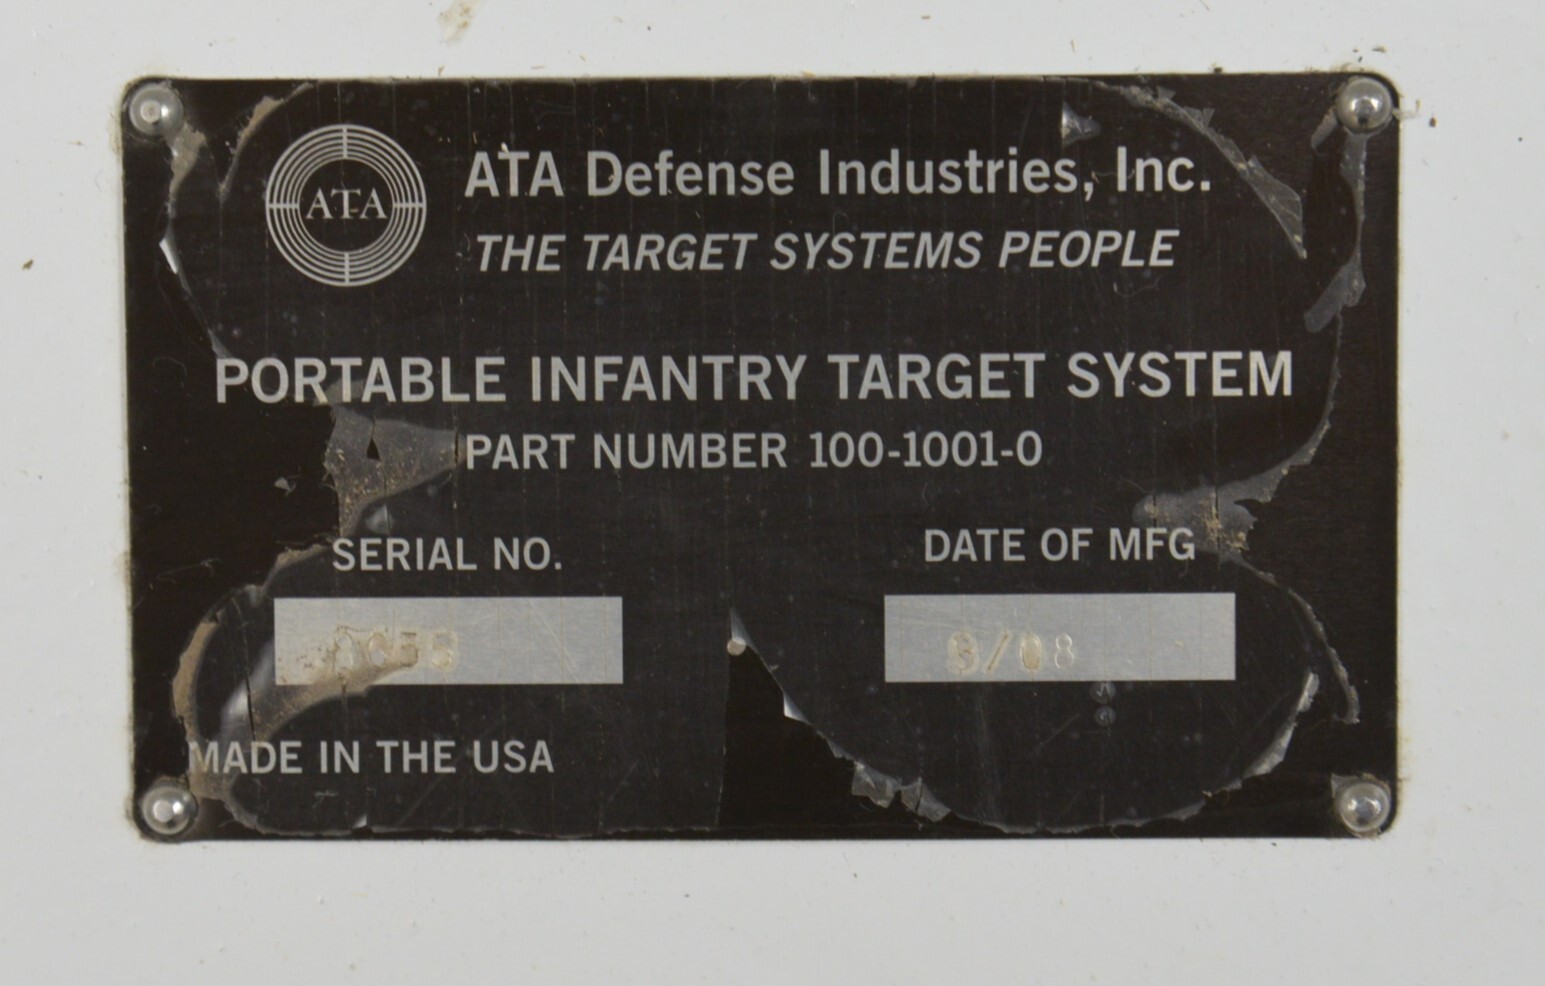 ATA
ATA Defense Industries, Inc.
THE TARGET SYSTEMS PEOPLE
PORTABLE INFANTRY TARGET SYSTEM
PART NUMBER 100-1001-0
SERIAL NO.
DATE OF MFG
MADE IN THE USA